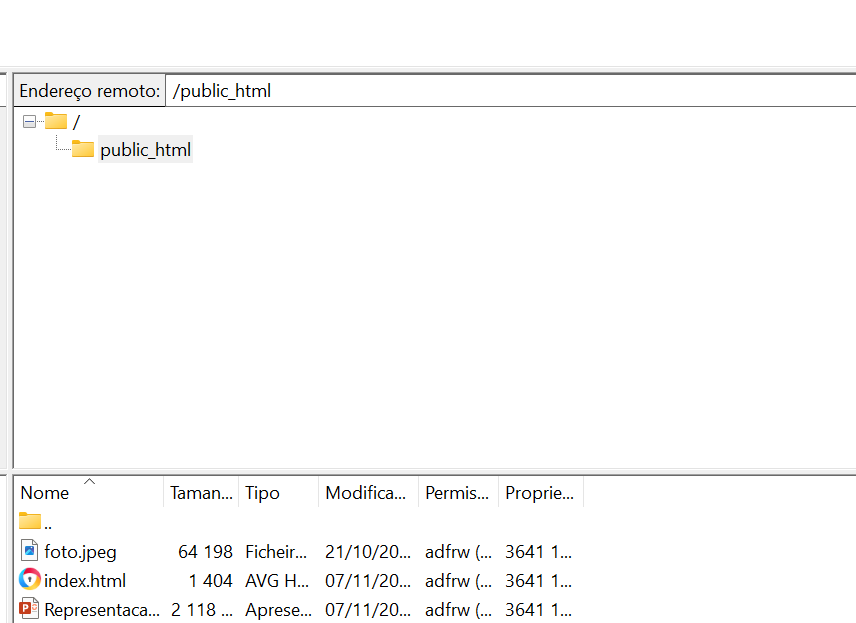 Endereço remoto: /public_html
/
public_html
Nome Taman... Tipo Modifica... Permis... Proprie...
..
foto.jpeg 64 198 Ficheir... 21/10/20... adfrw (... 3641 1...
index.html 1 404 AVG H... 07/11/20... adfrw (... 3641 1...
Representaca... 2 118 ... Aprese... 07/11/20... adfrw (... 3641 1...